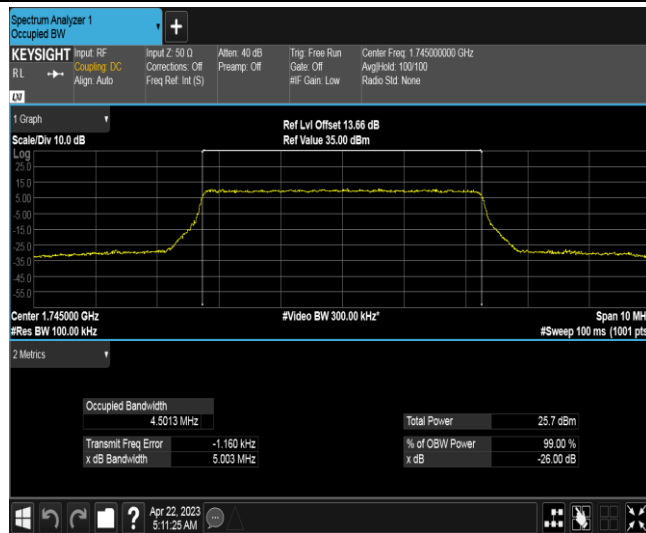 Spectrum Analyzer 1
Occupied BW
+
KEYSIGHT Input: RF Input Z: 50 Ω Atten: 40 dB Trig: Free Run Center Freq: 1.745000000 GHz
RL Coupling: DC Corrections: Off Preamp: Off Gate: Off Avg|Hold: 100/100
Align: Auto Freq Ref: Int (S) #IF Gain: Low Radio Std: None
LXI
1 Graph
Ref Lvl Offset 13.66 dB
Scale/Div 10.0 dB Ref Value 35.00 dBm
Log
25.0
15.0
5.00
-5.00
-15.0
-25.0
-35.0
-45.0
-55.0
Center 1.745000 GHz #Video BW 300.00 kHz* Span 10 MH
#Res BW 100.00 kHz #Sweep 100 ms (1001 pts
2 Metrics
Occupied Bandwidth
4.5013 MHz Total Power 25.7 dBm
Transmit Freq Error -1.160 kHz % of OBW Power 99.00 %
x dB Bandwidth 5.003 MHz x dB -26.00 dB
? Apr 22, 2023
5:11:25 AM